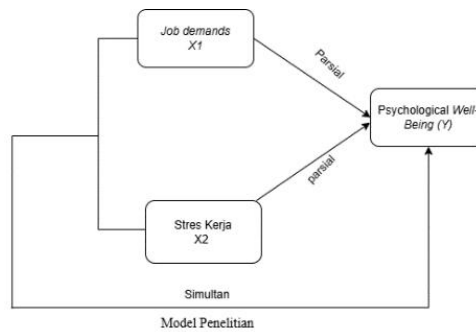 Job demands
X1
Parsial
Psychological Well-
Being (Y)
parsial
Stres Kerja
X2
Simultan
Model Penelitian